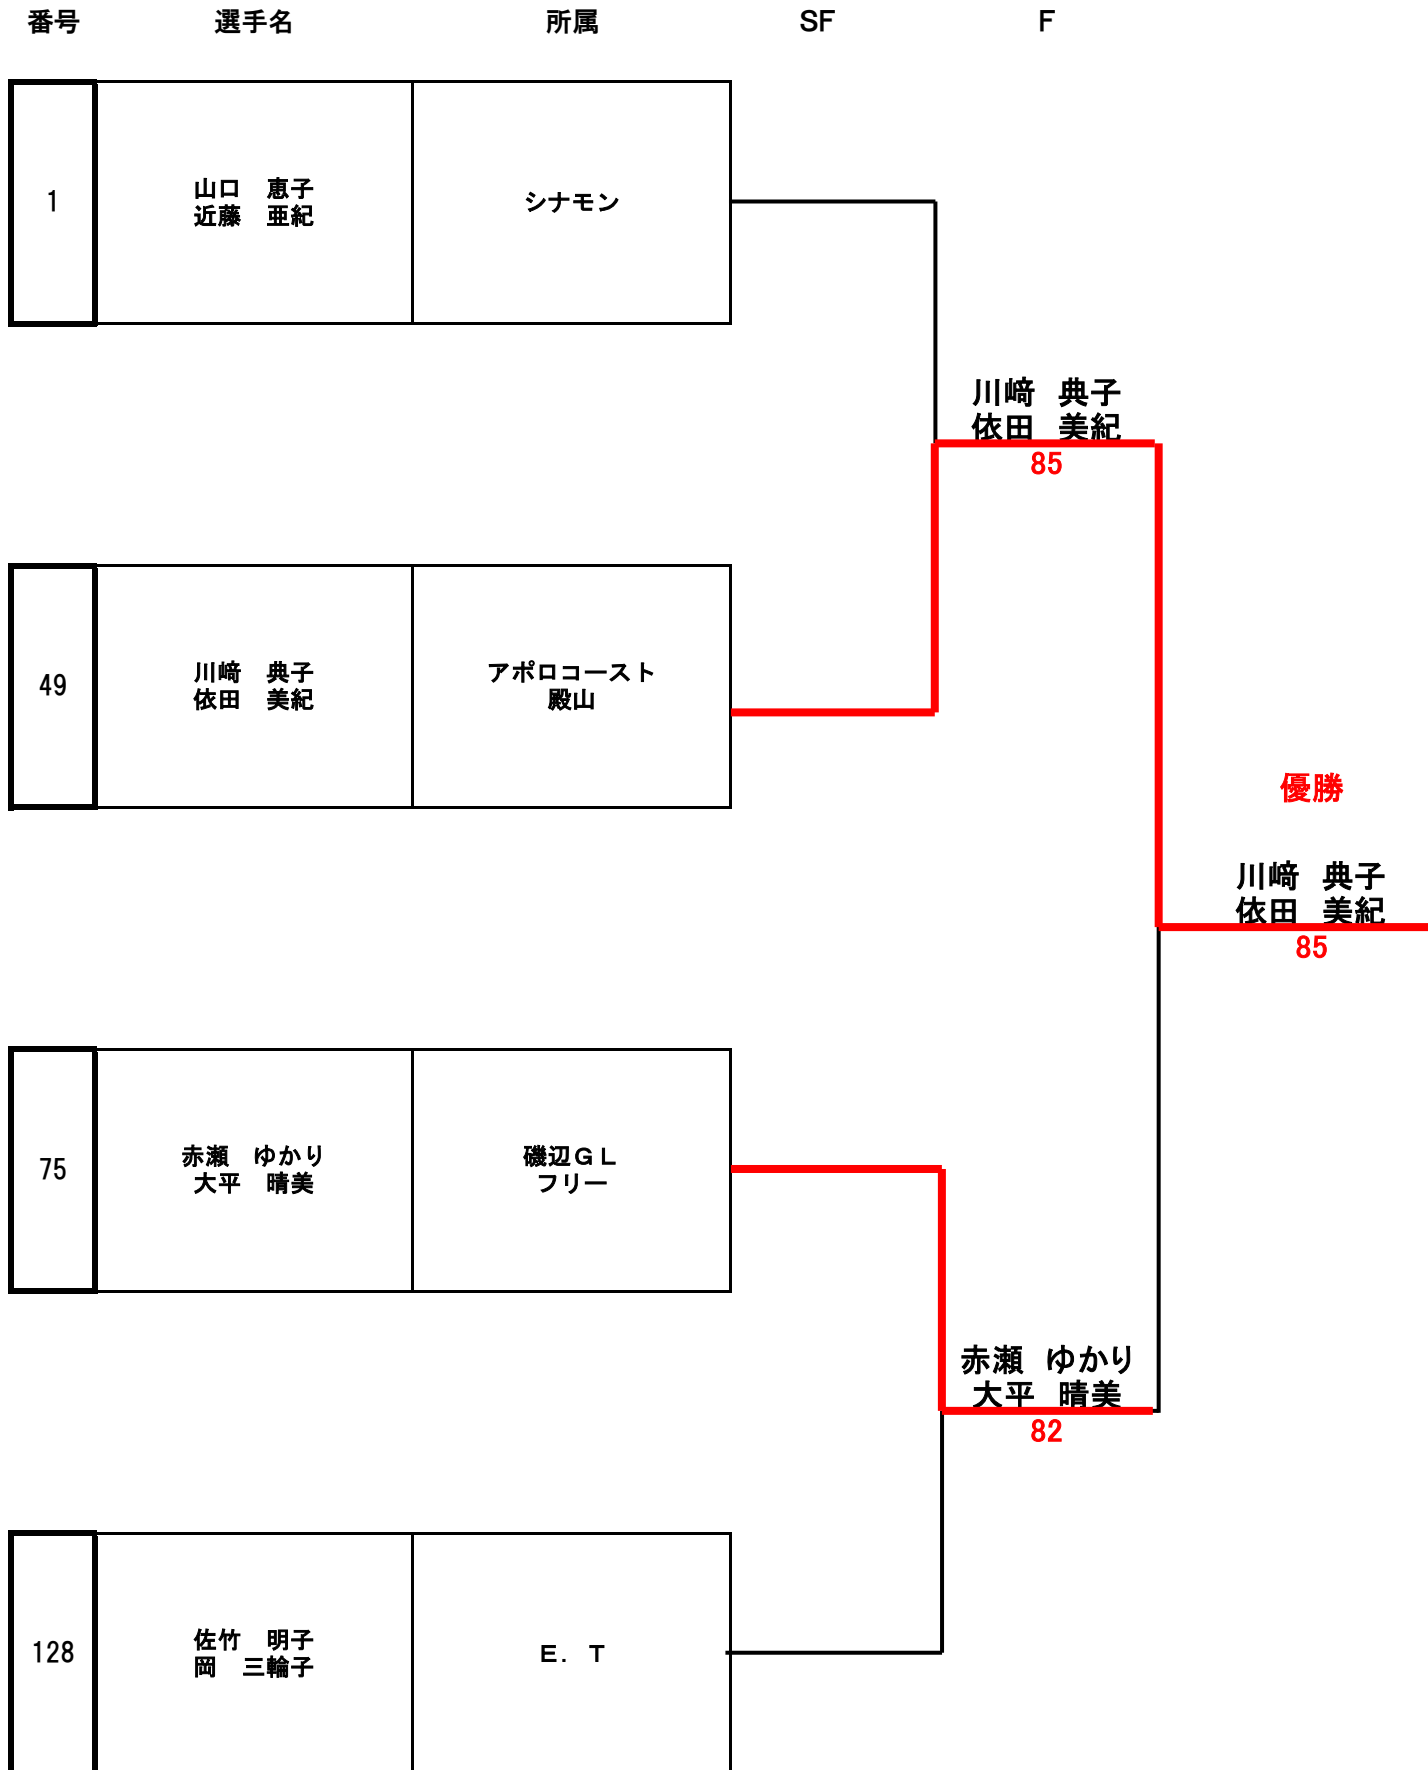 番号 選手名 所属 SF F
1
山口　恵子
近藤　亜紀
シナモン
川﨑　典子
依田　美紀
85
49
川﨑　典子
依田　美紀
アポロコースト
殿山
優勝
川﨑　典子
依田　美紀
85
75
赤瀬　ゆかり
大平　晴美
磯辺ＧＬ
フリー
赤瀬　ゆかり
大平　晴美
82
128
佐竹　明子
岡　三輪子
Ｅ．Ｔ